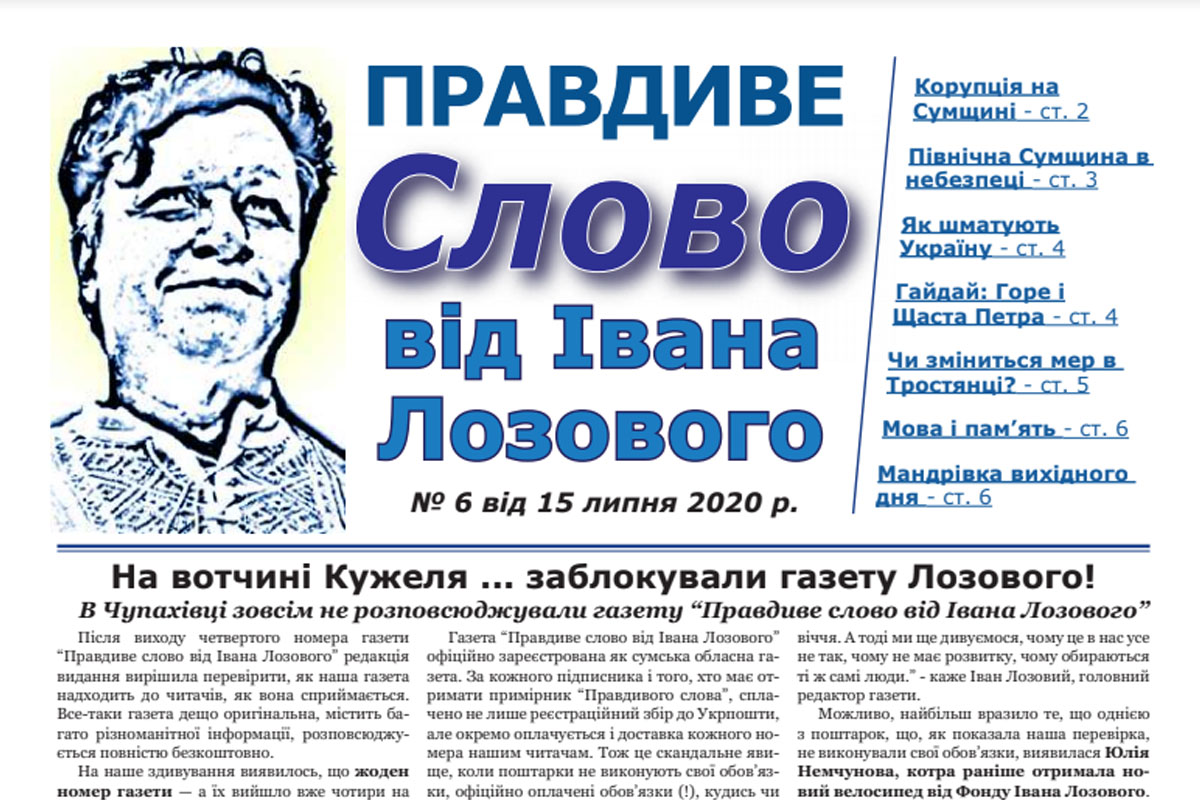 ПРАВДИВЕ
Слово
від Івана
Лозового
№ 6 від 15 липня 2020 р.
Корупція на
Сумщині - ст. 2
Північна Сумщина в
небезпеці - ст. 3
Як шматують
Україну - ст. 4
Гайдай: Горе і
Щаста Петра - ст. 4
Чи зміниться мер в
Тростянці? - ст. 5
Мова і пам’ять - ст. 6
Мандрівка вихідного
дня - ст. 6
На вотчині Кужеля ... заблокували газету Лозового!
В Чупахівці зовсім не розповсюджували газету “Правдиве слово від Івана Лозового”
Після виходу четвертого номера газети
“Правдиве слово від Івана Лозового” редакція
видання вирішила перевірити, як наша газета
надходить до читачів, як вона сприймається.
Все-таки газета дещо оригінальна, містить ба-
гато різноманітної інформації, розповсюджу-
ється повністю безкоштовно.
На наше здивування виявилось, що жоден
номер газети — а їх вийшло вже чотири на
Газета “Правдиве слово від Івана Лозового”
офіційно зареєстрована як сумська обласна га-
зета. За кожного підписника і того, хто має от-
римати примірник “Правдивого слова”, спла-
чено не лише реєстраційний збір до Укрпошти,
але окремо оплачується і доставка кожного но-
мера нашим читачам. Тож це скандальне яви-
ще, коли поштарки не виконують свої обов’яз-
ки, офіційно оплачені обов’язки (!), кудись чи
віччя. А тоді ми ще дивуємося, чому це в нас усе
не так, чому не має розвитку, чому обираються
ті ж самі люди.” - каже Іван Лозовий, головний
редактор газети.
Можливо, найбільш вразило те, що однією
з поштарок, що, як показала наша перевірка,
не виконували свої обов’язки, виявилася Юлія
Немчунова, котра раніше отримала но-
вий велосипед від Фонду Івана Лозового.